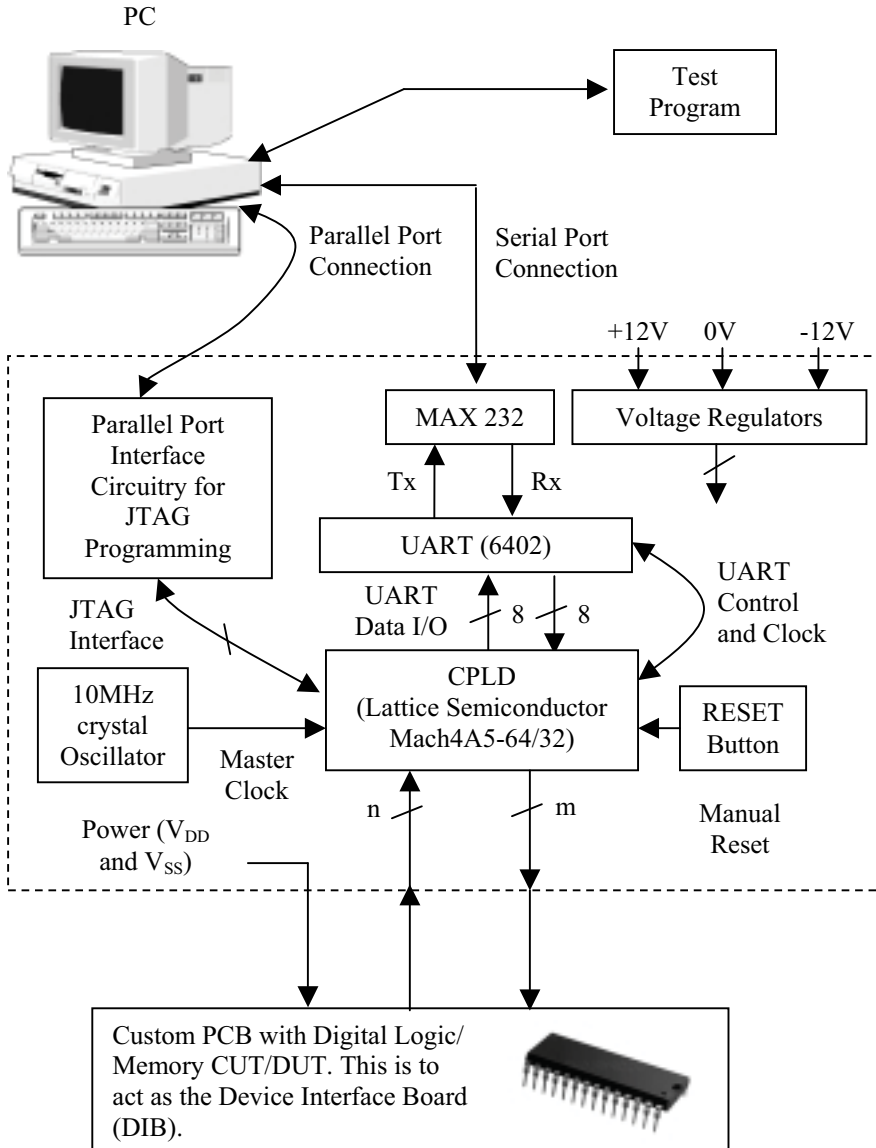 PC
Test
Program
Parallel Port
Connection
Serial Port
Connection
+12V 0V -12V
Parallel Port
Interface
Circuitry for
JTAG
Programming
MAX 232
Voltage Regulators
Tx
Rx
UART (6402)
UART
Control
and Clock
UART
Data I/O
8
8
JTAG
Interface
10MHz
crystal
Oscillator
Master
Clock
CPLD
(Lattice Semiconductor
Mach4A5-64/32)
RESET
Button
Manual
Reset
n
m
Power (VDD
and VSS)
Custom PCB with Digital Logic/
Memory CUT/DUT. This is to
act as the Device Interface Board
(DIB).